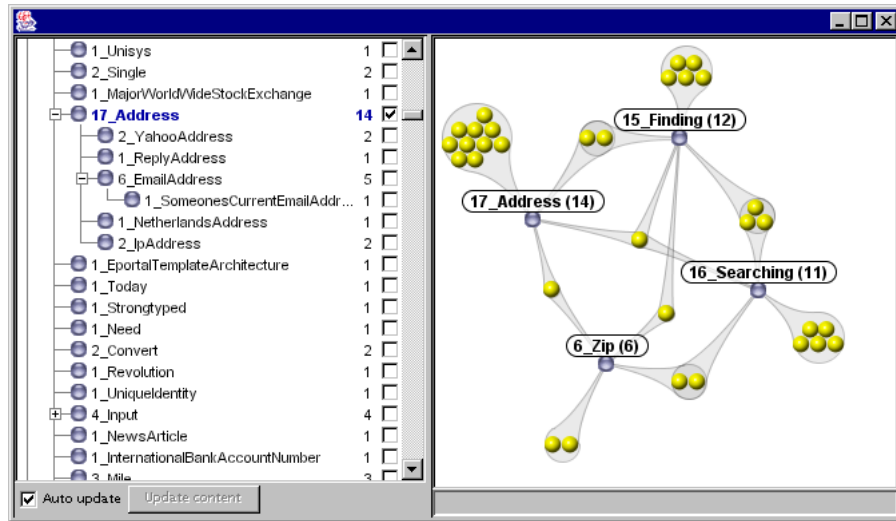 1_Unisys 1
2_Single 2
1_MajorWorldWideStockExchange 1
17_Address 14
2_YahooAddress 2
1_ReplyAddress 1
6_EmailAddress 5
1_SomeonesCurrentEmailAddr... 1
1_NetherlandsAddress 1
2_IpAddress 2
1_EportalTemplateArchitecture 1
1_Today 1
1_Strongtyped 1
1_Need 1
2_Convert 2
1_Revolution 1
1_UniqueIdentity 1
4_Input 4
1_NewsArticle 1
1_InternationalBankAccountNumber 1
3_Mile 3
Auto update Update content
15_Finding (12)
17_Address (14)
16_Searching (11)
6_Zip (6)